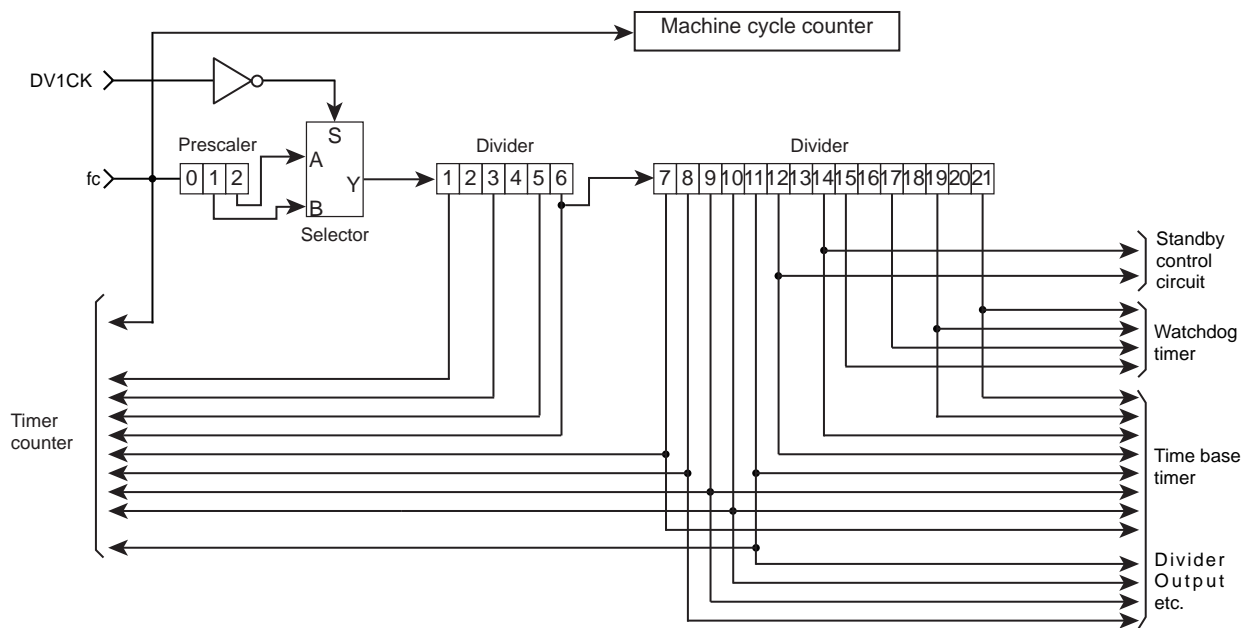 Machine cycle counter
DV1CK
S
Prescaler
Divider
Divider
fc
0 1 2
A
B
Y
Selector
1 2 3 4 5 6
7 8 9 10 11 12 13 14 15 16 17 18 19 20 21
Standby
control
circuit
Watchdog
timer
Timer
counter
Time base
timer
Divider
Output
etc.